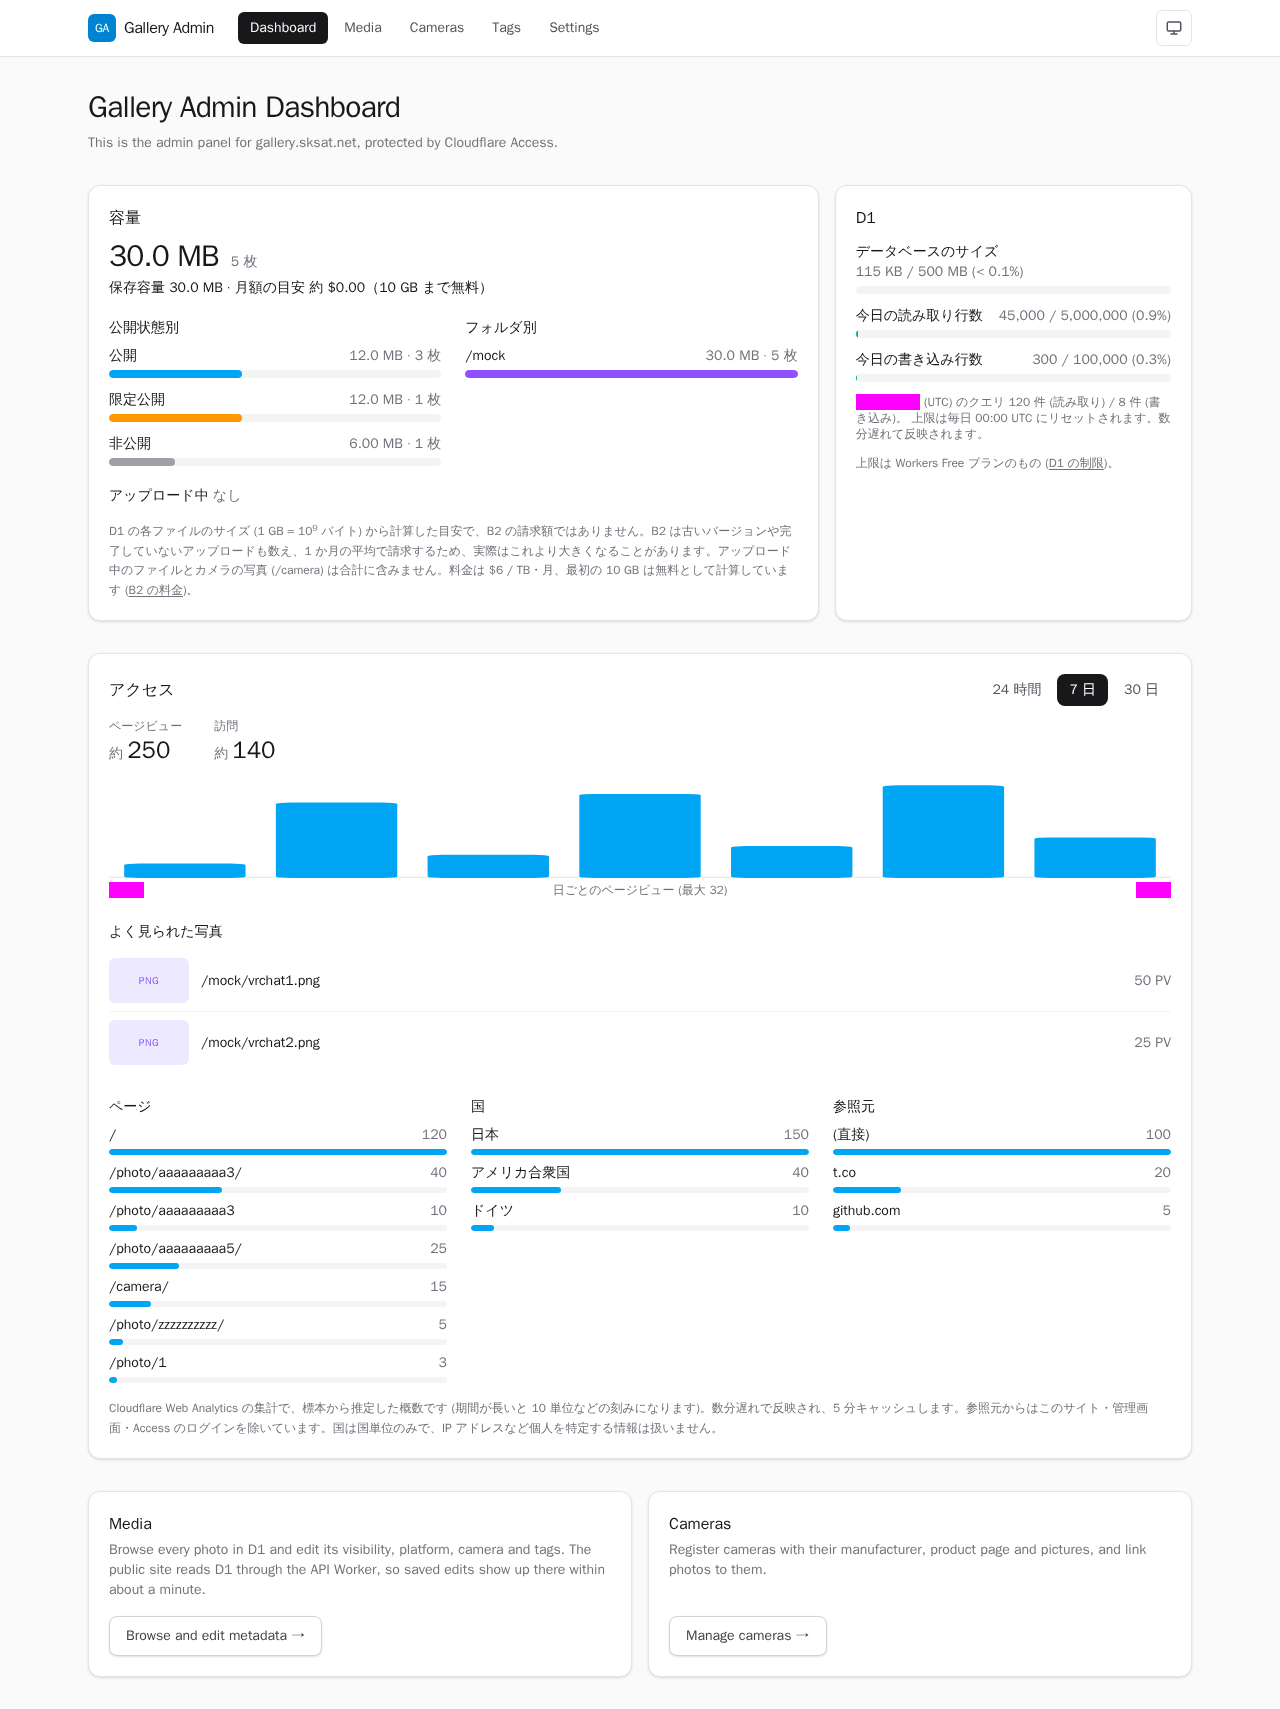 GA Gallery Admin Dashboard Media Cameras Tags Settings
Gallery Admin Dashboard
This is the admin panel for gallery.sksat.net, protected by Cloudflare Access.
容量
30.0 MB 5 枚
保存容量 30.0 MB · 月額の目安 約 $0.00（10 GB まで無料）
公開状態別
公開 12.0 MB · 3 枚
限定公開 12.0 MB · 1 枚
非公開 6.00 MB · 1 枚
フォルダ別
/mock 30.0 MB · 5 枚
アップロード中 なし
D1 の各ファイルのサイズ (1 GB = 10⁹ バイト) から計算した目安で、B2 の請求額ではありません。B2 は古いバージョンや完
了していないアップロードも数え、1 か月の平均で請求するため、実際はこれより大きくなることがあります。アップロード
中のファイルとカメラの写真 (/camera) は合計に含みません。料金は $6 / TB・月、最初の 10 GB は無料として計算していま
す (B2 の料金)。
D1
データベースのサイズ
115 KB / 500 MB (< 0.1%)
今日の読み取り行数 45,000 / 5,000,000 (0.9%)
今日の書き込み行数 300 / 100,000 (0.3%)
(UTC) のクエリ 120 件 (読み取り) / 8 件 (書
き込み)。 上限は毎日 00:00 UTC にリセットされます。数
分遅れて反映されます。
上限は Workers Free プランのもの (D1 の制限)。
アクセス 24 時間 7 日 30 日
ページビュー 訪問
約 250 約 140
日ごとのページビュー (最大 32)
よく見られた写真
PNG /mock/vrchat1.png 50 PV
PNG /mock/vrchat2.png 25 PV
ページ
/ 120
/photo/aaaaaaaaa3/ 40
/photo/aaaaaaaaa3 10
/photo/aaaaaaaaa5/ 25
/camera/ 15
/photo/zzzzzzzzzz/ 5
/photo/1 3
国
日本 150
アメリカ合衆国 40
ドイツ 10
参照元
(直接) 100
t.co 20
github.com 5
Cloudflare Web Analytics の集計で、標本から推定した概数です (期間が長いと 10 単位などの刻みになります)。数分遅れで反映され、5 分キャッシュします。参照元からはこのサイト・管理画
面・Access のログインを除いています。国は国単位のみで、IP アドレスなど個人を特定する情報は扱いません。
Media
Browse every photo in D1 and edit its visibility, platform, camera and tags. The
public site reads D1 through the API Worker, so saved edits show up there within
about a minute.
Browse and edit metadata →
Cameras
Register cameras with their manufacturer, product page and pictures, and link
photos to them.
Manage cameras →